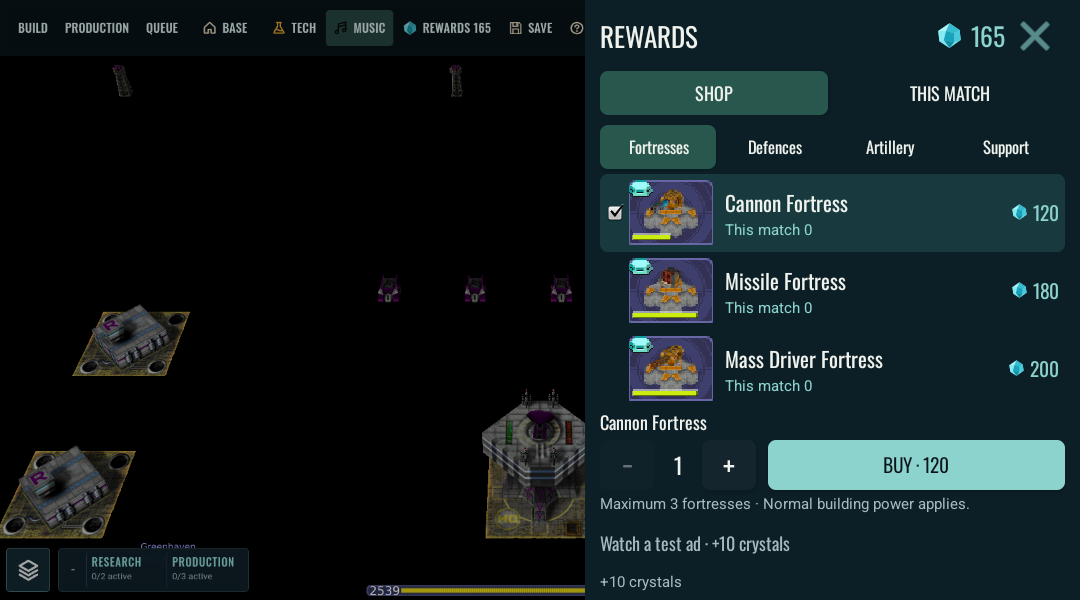 BUILD PRODUCTION QUEUE BASE TECH MUSIC REWARDS 165 SAVE
REWARDS 165
SHOP THIS MATCH
Fortresses Defences Artillery Support
Cannon Fortress
This match 0
120
Missile Fortress
This match 0
180
Mass Driver Fortress
This match 0
200
Cannon Fortress
- 1 + BUY · 120
Maximum 3 fortresses · Normal building power applies.
Watch a test ad · +10 crystals
+10 crystals
R
R
HQ
Greenhaven
- RESEARCH PRODUCTION
0/2 active 0/3 active
2539